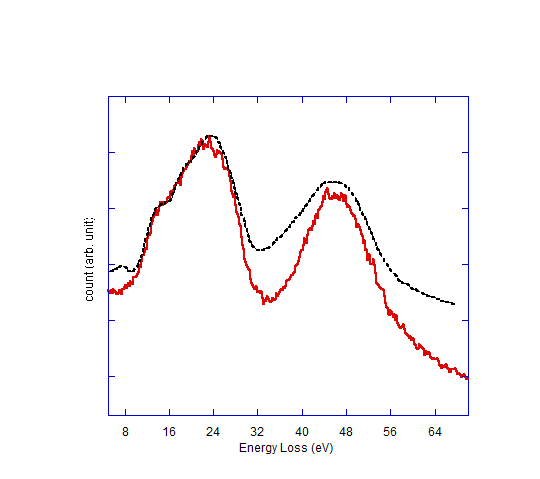 count (arb. unit)
8 16 24 32 40 48 56 64
Energy Loss (eV)